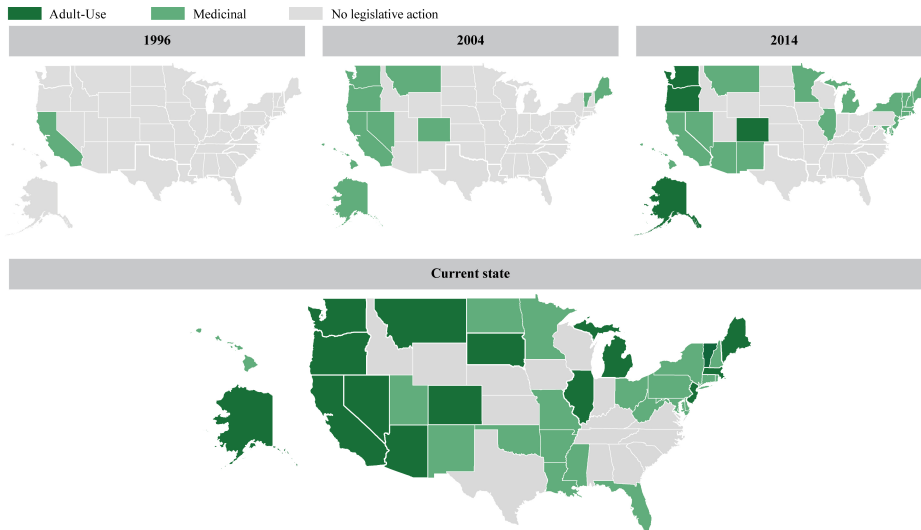 Adult-Use Medicinal No legislative action
1996 2004 2014
Current state